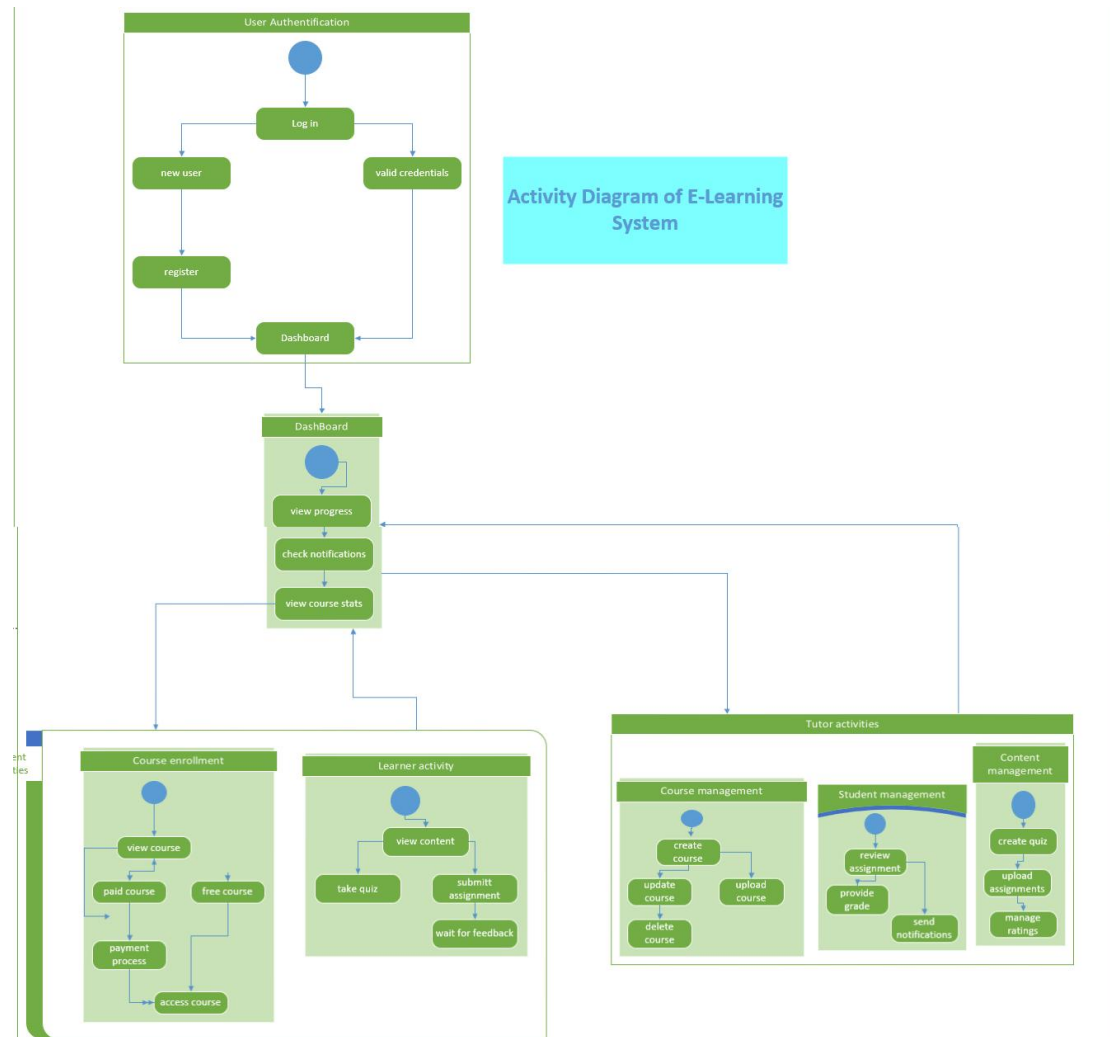 User Authentification
Log in
new user
valid credentials
Activity Diagram of E-Learning
System
register
Dashboard
DashBoard
view progress
check notifications
view course stats
Tutor activities
Course enrollment
Learner activity
Content
management
Course management
Student management
view course
view content
create
course
review
assignment
create quiz
paid course
free course
take quiz
submitt
assignment
update
course
upload
course
provide
grade
upload
assignments
wait for feedback
delete
course
send
notifications
manage
ratings
payment
process
access course